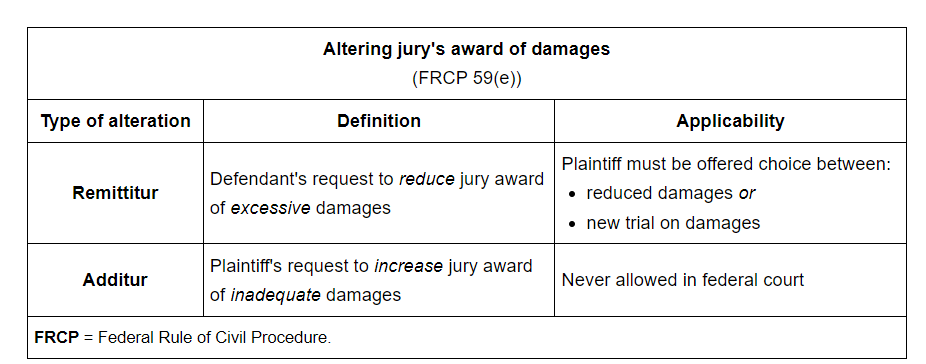 Altering jury's award of damages
(FRCP 59(e))
Type of alteration
Definition
Applicability
Remittitur
Defendant's request to reduce jury award
of excessive damages
Plaintiff must be offered choice between:
• reduced damages or
• new trial on damages
Additur
Plaintiff's request to increase jury award
of inadequate damages
Never allowed in federal court
FRCP = Federal Rule of Civil Procedure.